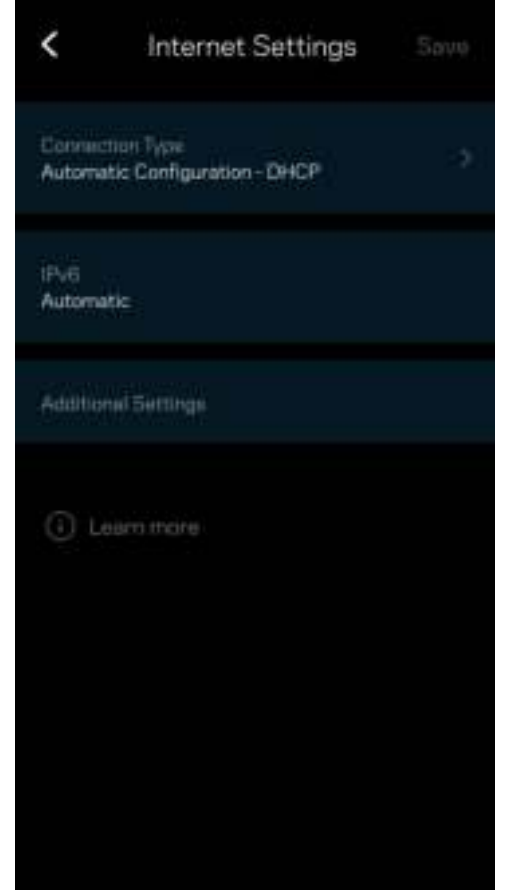 Internet Settings
Save
Connection Type
Automatic Configuration - DHCP
IPv6
Automatic
Additional Settings
Learn more